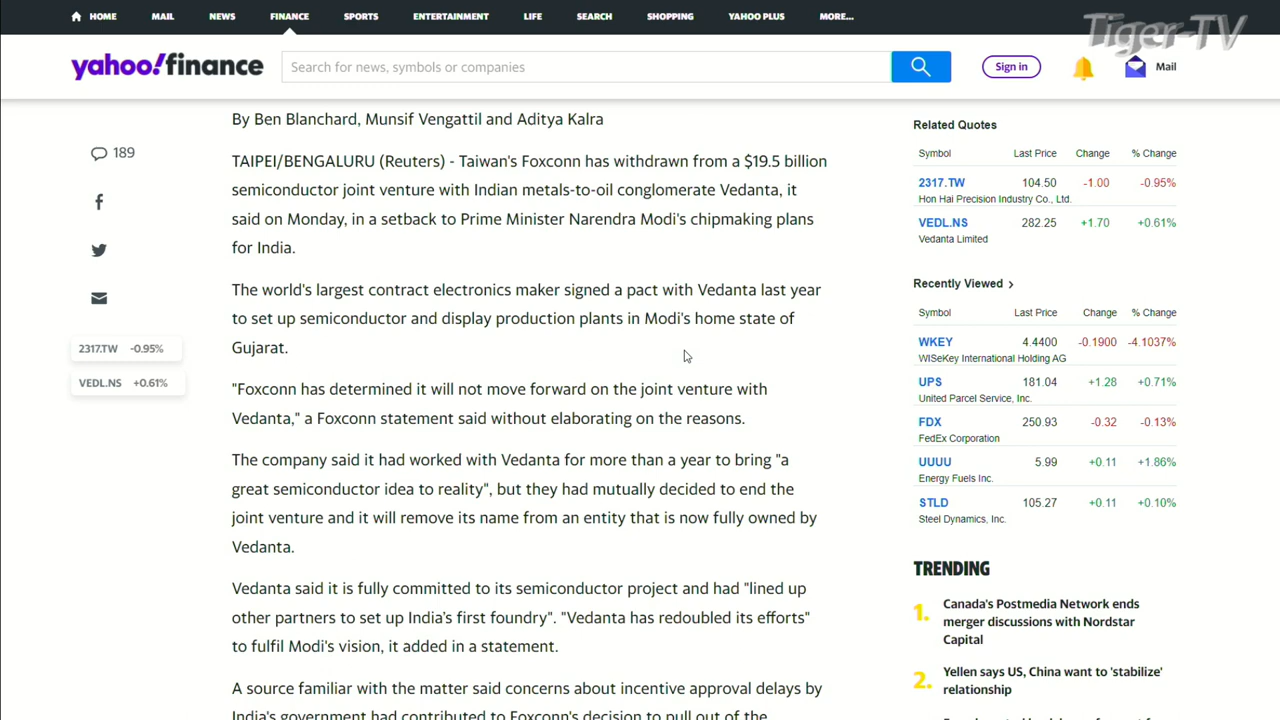 HOME MAIL NEWS FINANCE SPORTS ENTERTAINMENT LIFE SEARCH SHOPPING YAHOO PLUS MORE...
Tiger-TV
yahoo!finance
Search for news, symbols or companies
Sign in
Mail
189
2317.TW -0.95%
VEDL.NS +0.61%
By Ben Blanchard, Munsif Vengattil and Aditya Kalra
TAIPEI/BENGALURU (Reuters) - Taiwan's Foxconn has withdrawn from a $19.5 billion
semiconductor joint venture with Indian metals-to-oil conglomerate Vedanta, it
said on Monday, in a setback to Prime Minister Narendra Modi's chipmaking plans
for India.
The world's largest contract electronics maker signed a pact with Vedanta last year
to set up semiconductor and display production plants in Modi's home state of
Gujarat.
"Foxconn has determined it will not move forward on the joint venture with
Vedanta," a Foxconn statement said without elaborating on the reasons.
The company said it had worked with Vedanta for more than a year to bring "a
great semiconductor idea to reality", but they had mutually decided to end the
joint venture and it will remove its name from an entity that is now fully owned by
Vedanta.
Vedanta said it is fully committed to its semiconductor project and had "lined up
other partners to set up India's first foundry". "Vedanta has redoubled its efforts"
to fulfil Modi's vision, it added in a statement.
A source familiar with the matter said concerns about incentive approval delays by
India's government had contributed to Foxconn's decision to pull out of the
Related Quotes
Symbol Last Price Change % Change
2317.TW 104.50 -1.00 -0.95%
Hon Hai Precision Industry Co., Ltd.
VEDL.NS 282.25 +1.70 +0.61%
Vedanta Limited
Recently Viewed
Symbol Last Price Change % Change
WKEY 4.4400 -0.1900 -4.1037%
WISeKey International Holding AG
UPS 181.04 +1.28 +0.71%
United Parcel Service, Inc.
FDX 250.93 -0.32 -0.13%
FedEx Corporation
UUUU 5.99 +0.11 +1.86%
Energy Fuels Inc.
STLD 105.27 +0.11 +0.10%
Steel Dynamics, Inc.
TRENDING
1. Canada's Postmedia Network ends
merger discussions with Nordstar
Capital
2. Yellen says US, China want to 'stabilize'
relationship